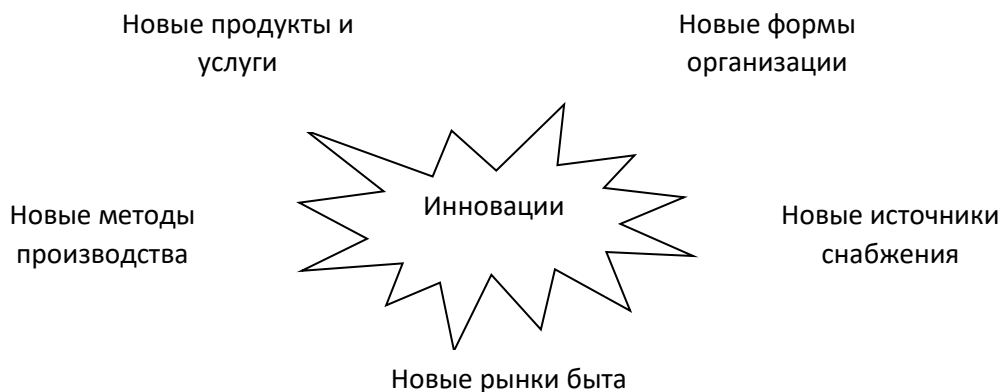 Новые продукты и
услуги
Новые формы
организации
Инновации
Новые методы
производства
Новые источники
снабжения
Новые рынки быта